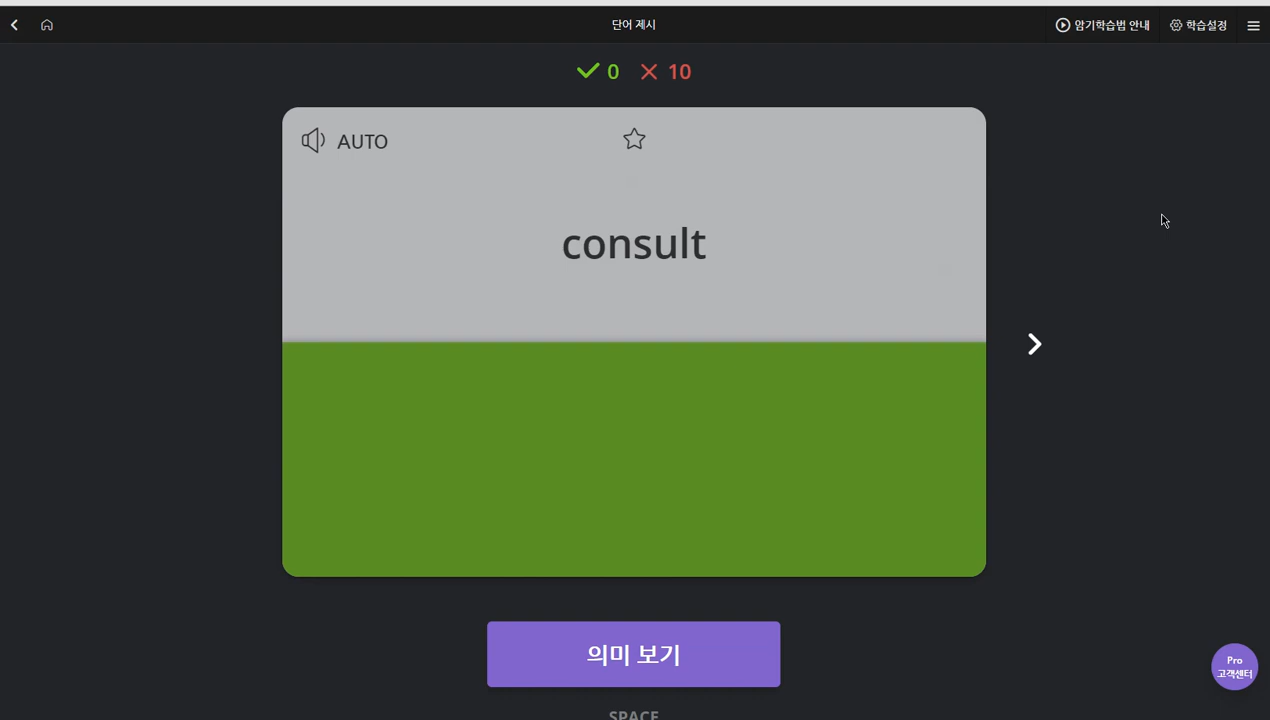 단어 제시
암기학습법 안내
학습설정
0
10
AUTO
consult
의미 보기
Pro
고객센터
SPACE